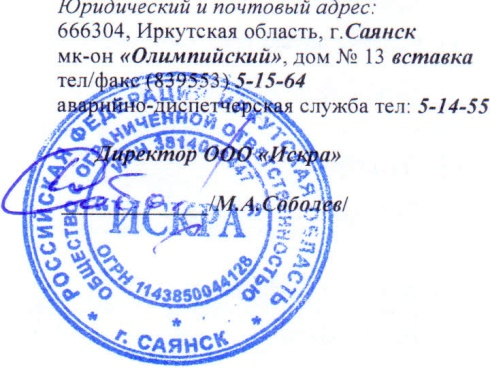 Юридический и почтовый адрес:
666304, Иркутская область, г.Саянск
мк-он «Олимпийский», дом № 13 вставка
тел/факс (839553) 5-15-64
аварийно-диспетчерская служба тел: 5-14-55
Директор ООО «Искра»
/М.А.Соболев/
РОССИЙСКАЯ ФЕДЕРАЦИЯ * ИРКУТСКАЯ ОБЛАСТЬ
* г. САЯНСК *
ОБЩЕСТВО С ОГРАНИЧЕННОЙ ОТВЕТСТВЕННОСТЬЮ
*
ОГРН 1143850044128
"ИСКРА"